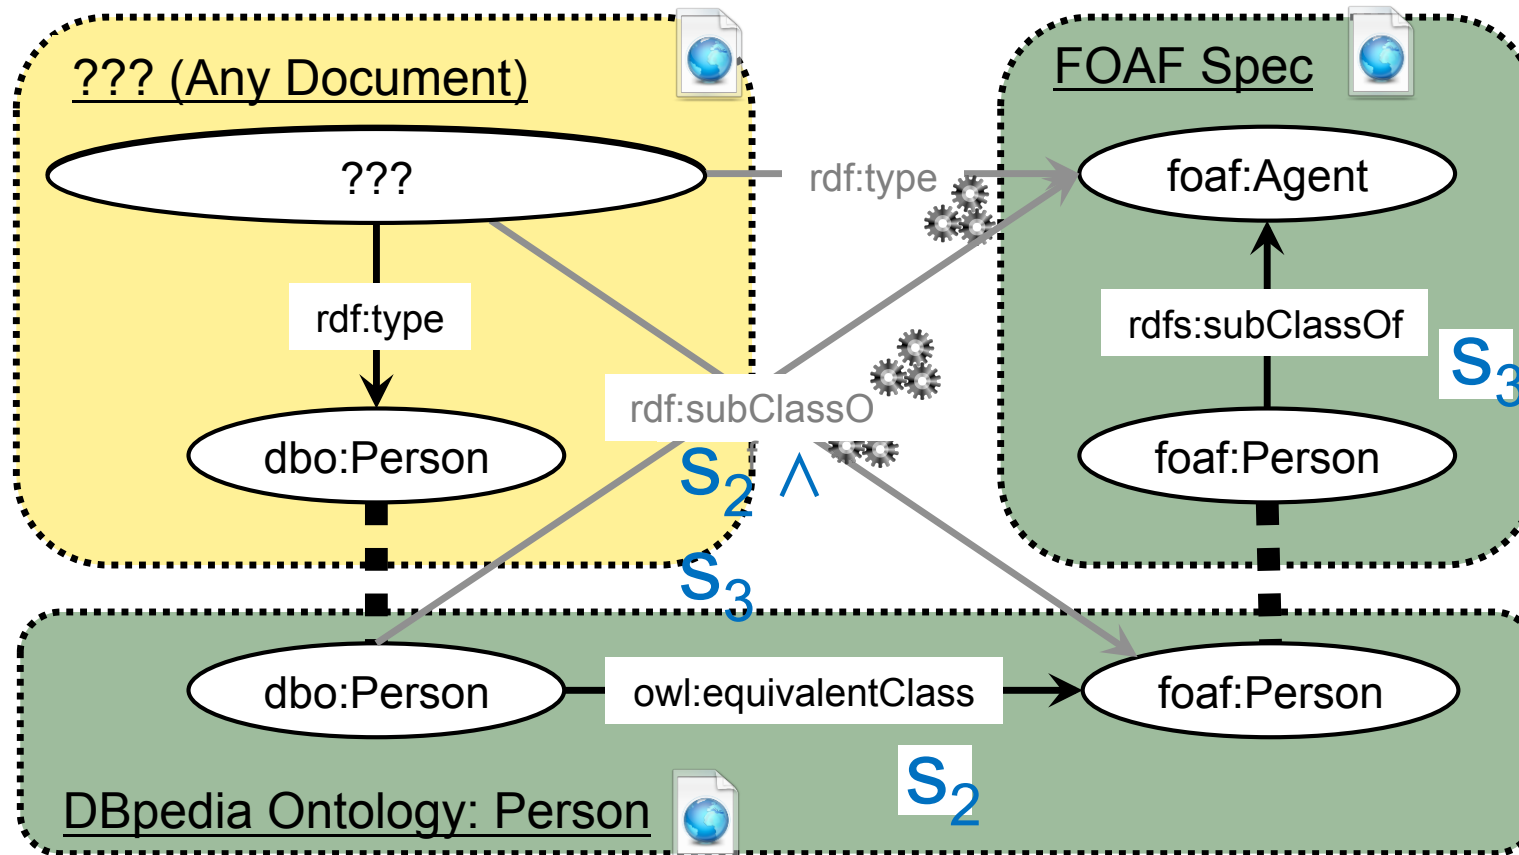 ??? (Any Document)
FOAF Spec
???
rdf:type
foaf:Agent
rdf:type
rdfs:subClassOf
s3
rdf:subClassO
f
dbo:Person
s2 ∧
foaf:Person
s3
dbo:Person
owl:equivalentClass
foaf:Person
s2
DBpedia Ontology: Person